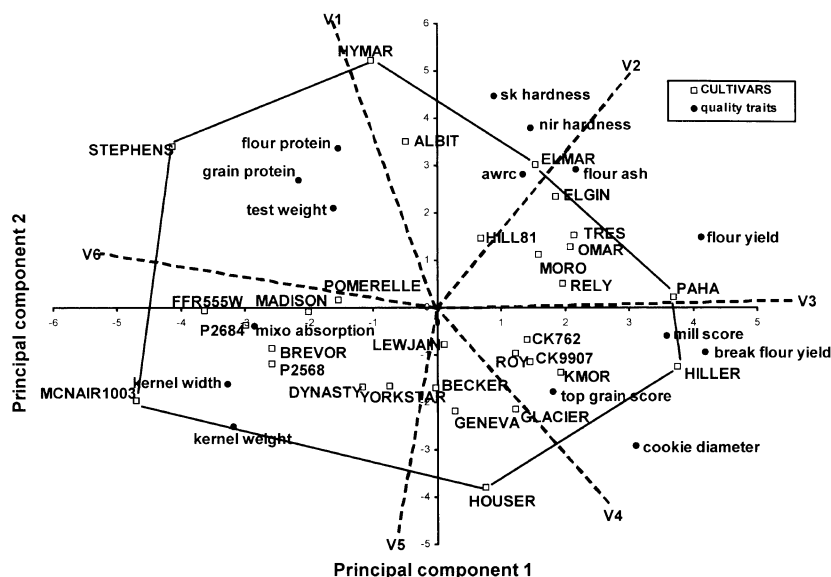 V1
6
NYMAR
5
V2
sk hardness
□ CULTIVARS
● quality traits
4
nir hardness
STEPHENS
flour protein
ALBIT
grain protein
3
ELMAR
awrc
flour ash
test weight
2
ELGIN
HILL81
TRES
OMAR
flour yield
V6
1
MORO
RELY
POMERELLE
PAHA
V3
FFR555W
MADISON
0
-6 -5 -4 -3 -2 -1 0 1 2 3 4 5
P2684
mixo absorption
mill score
LEWJAIN
CK762
BREVOR
ROY
CK9907
break flour yield
P2568
KMOR
HILLER
MCNAIR1003
kernel width
DYNASTY
YORKSTAR
BECKER
top grain score
GENEVA
GLACIER
kernel weight
-3
cookie diameter
-4
HOUSER
V4
V5
-5
Principal component 2
Principal component 1